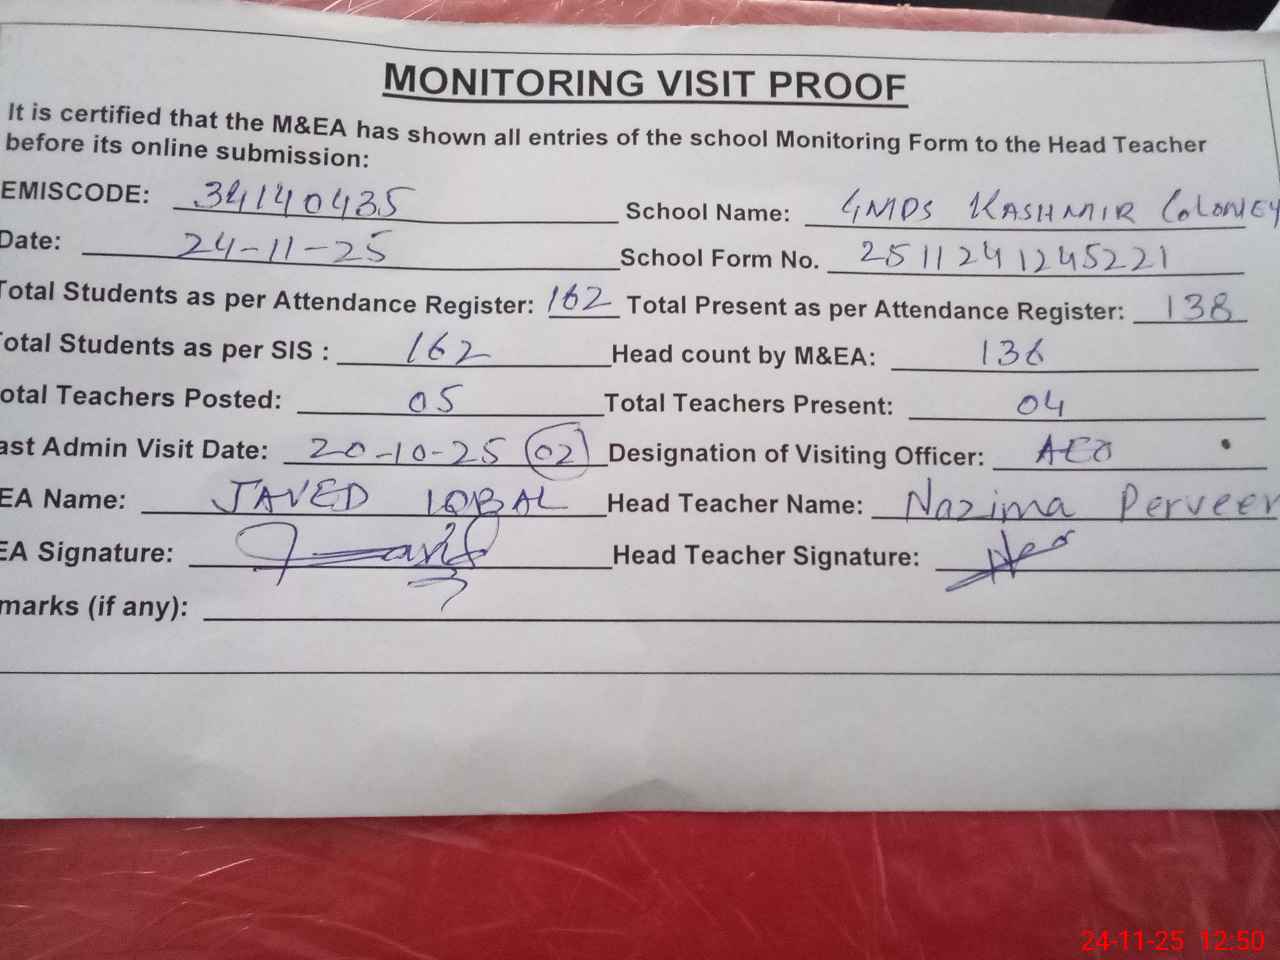 MONITORING VISIT PROOF
It is certified that the M&EA has shown all entries of the school Monitoring Form to the Head Teacher
before its online submission:
EMISCODE: 34140435 School Name: GMPS KASHMIR COLONEY
Date: 24-11-25 School Form No. 2511241245221
Total Students as per Attendance Register: 162 Total Present as per Attendance Register: 138
Total Students as per SIS : 162 Head count by M&EA: 136
otal Teachers Posted: 05 Total Teachers Present: 04
ast Admin Visit Date: 20-10-25 02 Designation of Visiting Officer: AEO
EA Name: JAVED IQBAL Head Teacher Name: Nazima Perveen
EA Signature: Head Teacher Signature:
marks (if any):
24-11-25 12:50